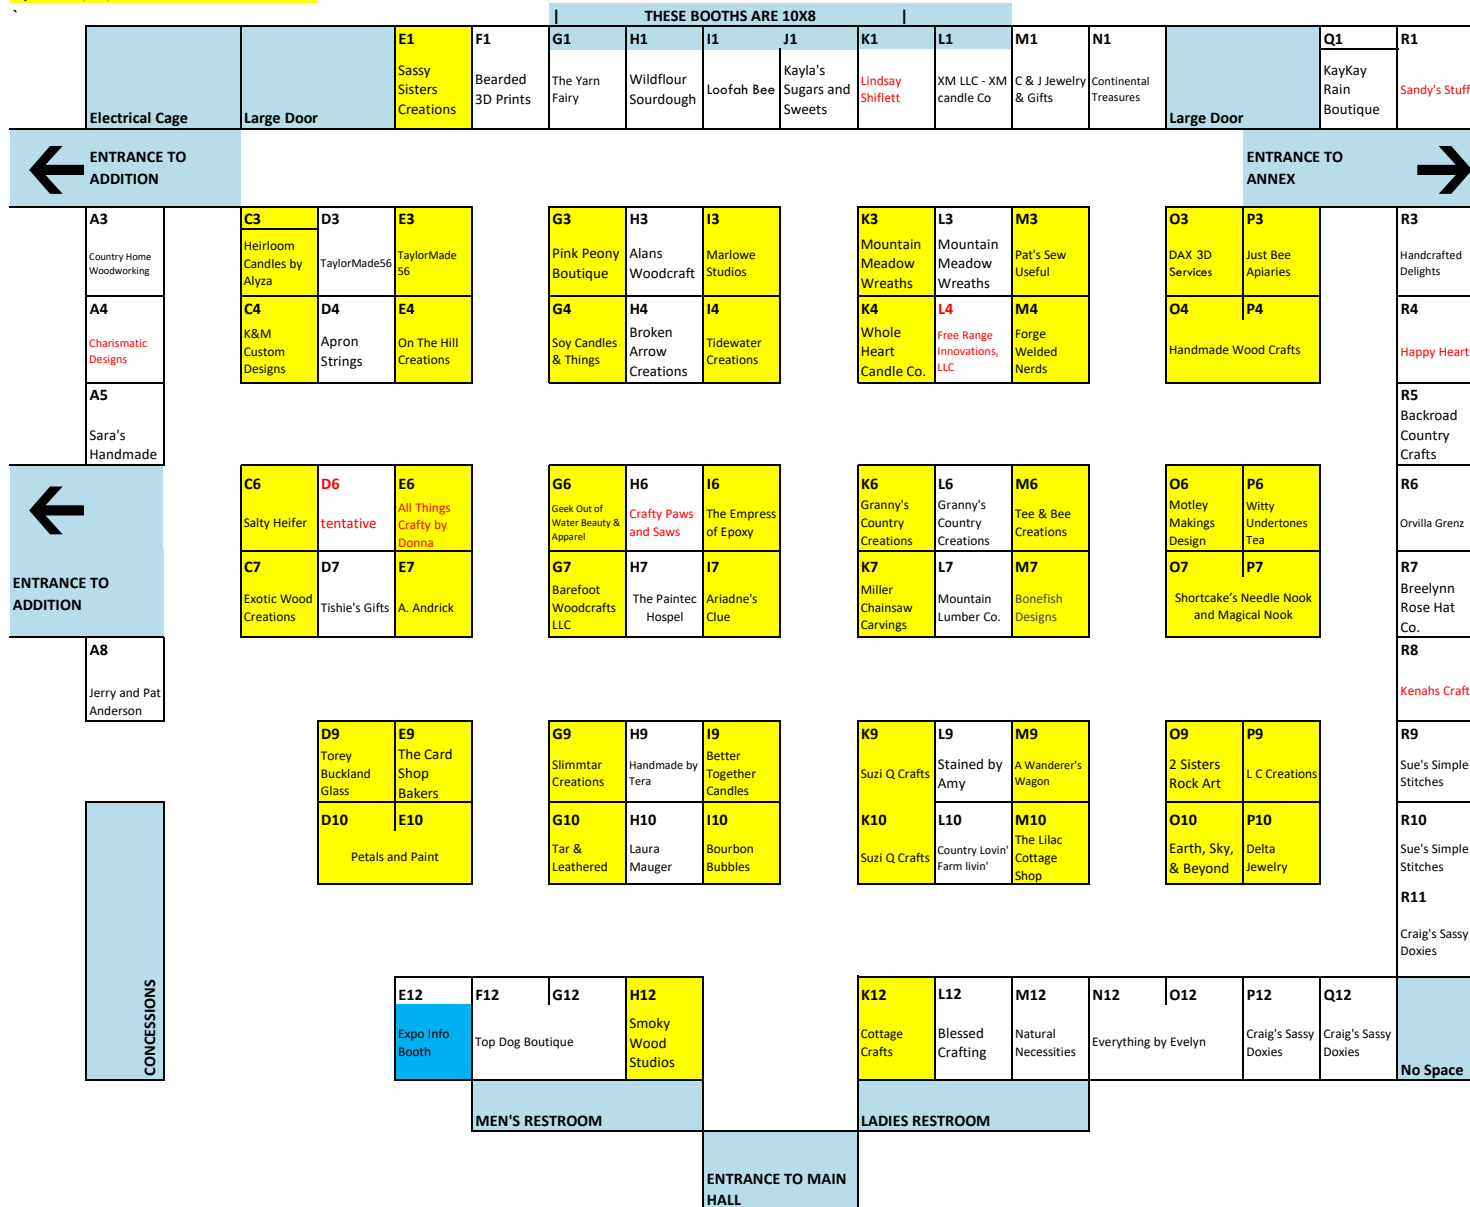 `
| THESE BOOTHS ARE 10X8 |
Electrical Cage
Large Door
E1
Sassy
Sisters
Creations
F1
Bearded
3D Prints
G1
The Yarn
Fairy
H1
Wildflour
Sourdough
I1
Loofah Bee
J1
Kayla's
Sugars and
Sweets
K1
Lindsay
Shiflett
L1
XM LLC - XM
candle Co
M1
C & J Jewelry
& Gifts
N1
Continental
Treasures
Large Door
Q1
KayKay
Rain
Boutique
R1
Sandy's Stuff
ENTRANCE TO
ADDITION
ENTRANCE TO
ANNEX
A3
Country Home
Woodworking
C3
Heirloom
Candles by
Alyza
D3
TaylorMade56
E3
TaylorMade
56
G3
Pink Peony
Boutique
H3
Alans
Woodcraft
I3
Marlowe
Studios
K3
Mountain
Meadow
Wreaths
L3
Mountain
Meadow
Wreaths
M3
Pat's Sew
Useful
O3
DAX 3D
Services
P3
Just Bee
Apiaries
R3
Handcrafted
Delights
A4
Charismatic
Designs
C4
K&M
Custom
Designs
D4
Apron
Strings
E4
On The Hill
Creations
G4
Soy Candles
& Things
H4
Broken
Arrow
Creations
I4
Tidewater
Creations
K4
Whole
Heart
Candle Co.
L4
Free Range
Innovations,
LLC
M4
Forge
Welded
Nerds
O4 P4
Handmade Wood Crafts
R4
Happy Heart
A5
Sara's
Handmade
R5
Backroad
Country
Crafts
ENTRANCE TO
ADDITION
C6
Salty Heifer
D6
tentative
E6
All Things
Crafty by
Donna
G6
Geek Out of
Water Beauty &
Apparel
H6
Crafty Paws
and Saws
I6
The Empress
of Epoxy
K6
Granny's
Country
Creations
L6
Granny's
Country
Creations
M6
Tee & Bee
Creations
O6
Motley
Makings
Design
P6
Witty
Undertones
Tea
R6
Orvilla Grenz
C7
Exotic Wood
Creations
D7
Tishie's Gifts
E7
A. Andrick
G7
Barefoot
Woodcrafts
LLC
H7
The Paintec
Hospel
I7
Ariadne's
Clue
K7
Miller
Chainsaw
Carvings
L7
Mountain
Lumber Co.
M7
Bonefish
Designs
O7 P7
Shortcake's Needle Nook
and Magical Nook
R7
Breelynn
Rose Hat
Co.
A8
Jerry and Pat
Anderson
R8
Kenahs Craft
D9
Torey
Buckland
Glass
E9
The Card
Shop
Bakers
G9
Slimmtar
Creations
H9
Handmade by
Tera
I9
Better
Together
Candles
K9
Suzi Q Crafts
L9
Stained by
Amy
M9
A Wanderer's
Wagon
O9
2 Sisters
Rock Art
P9
L C Creations
R9
Sue's Simple
Stitches
CONCESSIONS
D10 E10
Petals and Paint
G10
Tar &
Leathered
H10
Laura
Mauger
I10
Bourbon
Bubbles
K10
Suzi Q Crafts
L10
Country Lovin'
Farm livin'
M10
The Lilac
Cottage
Shop
O10
Earth, Sky,
& Beyond
P10
Delta
Jewelry
R10
Sue's Simple
Stitches
R11
Craig's Sassy
Doxies
E12
Expo Info
Booth
F12 G12
Top Dog Boutique
H12
Smoky
Wood
Studios
K12
Cottage
Crafts
L12
Blessed
Crafting
M12
Natural
Necessities
N12 O12
Everything by Evelyn
P12
Craig's Sassy
Doxies
Q12
Craig's Sassy
Doxies
No Space
MEN'S RESTROOM
LADIES RESTROOM
ENTRANCE TO MAIN
HALL